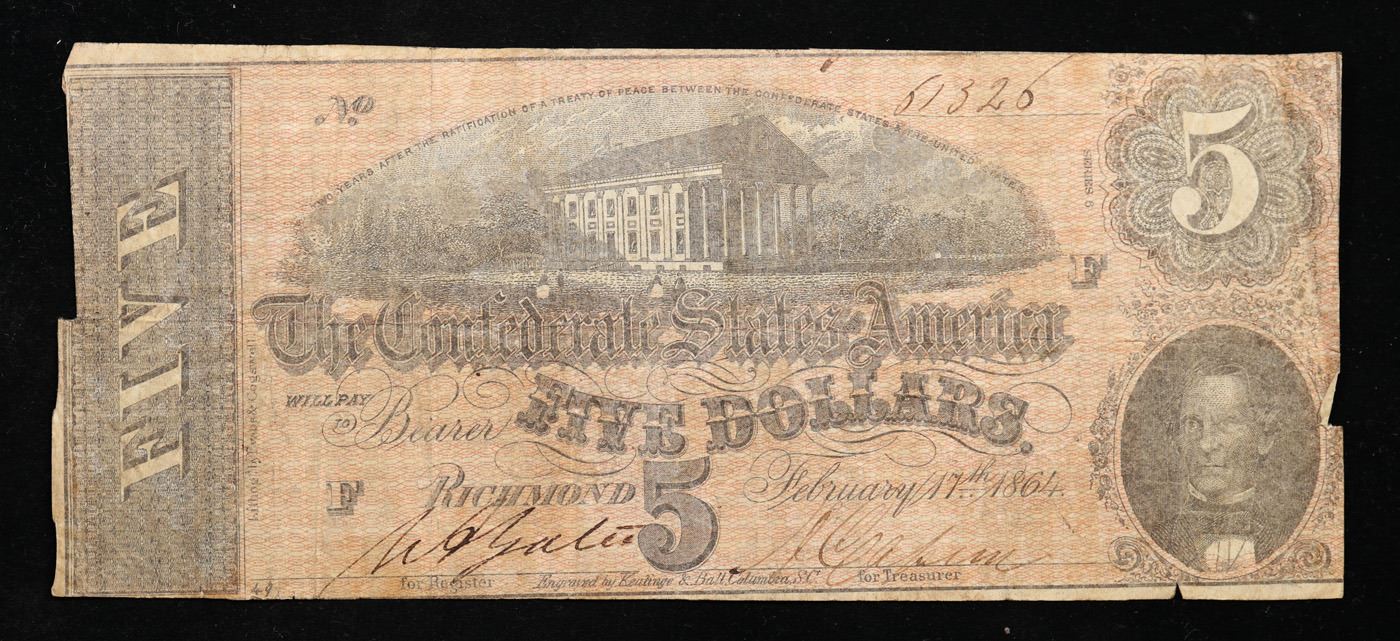 No 61326
TWO YEARS AFTER THE RATIFICATION OF A TREATY OF PEACE BETWEEN THE CONFEDERATE STATES & THE UNITED STATES
5
SERIES 6
FIVE
F
The Confederate States of America
WILL PAY
TO Bearer
FIVE DOLLARS.
F
RICHMOND 5 February 17th 1864.
for Register
Engraved by Keatinge & Ball Columbia, S.C.
for Treasurer